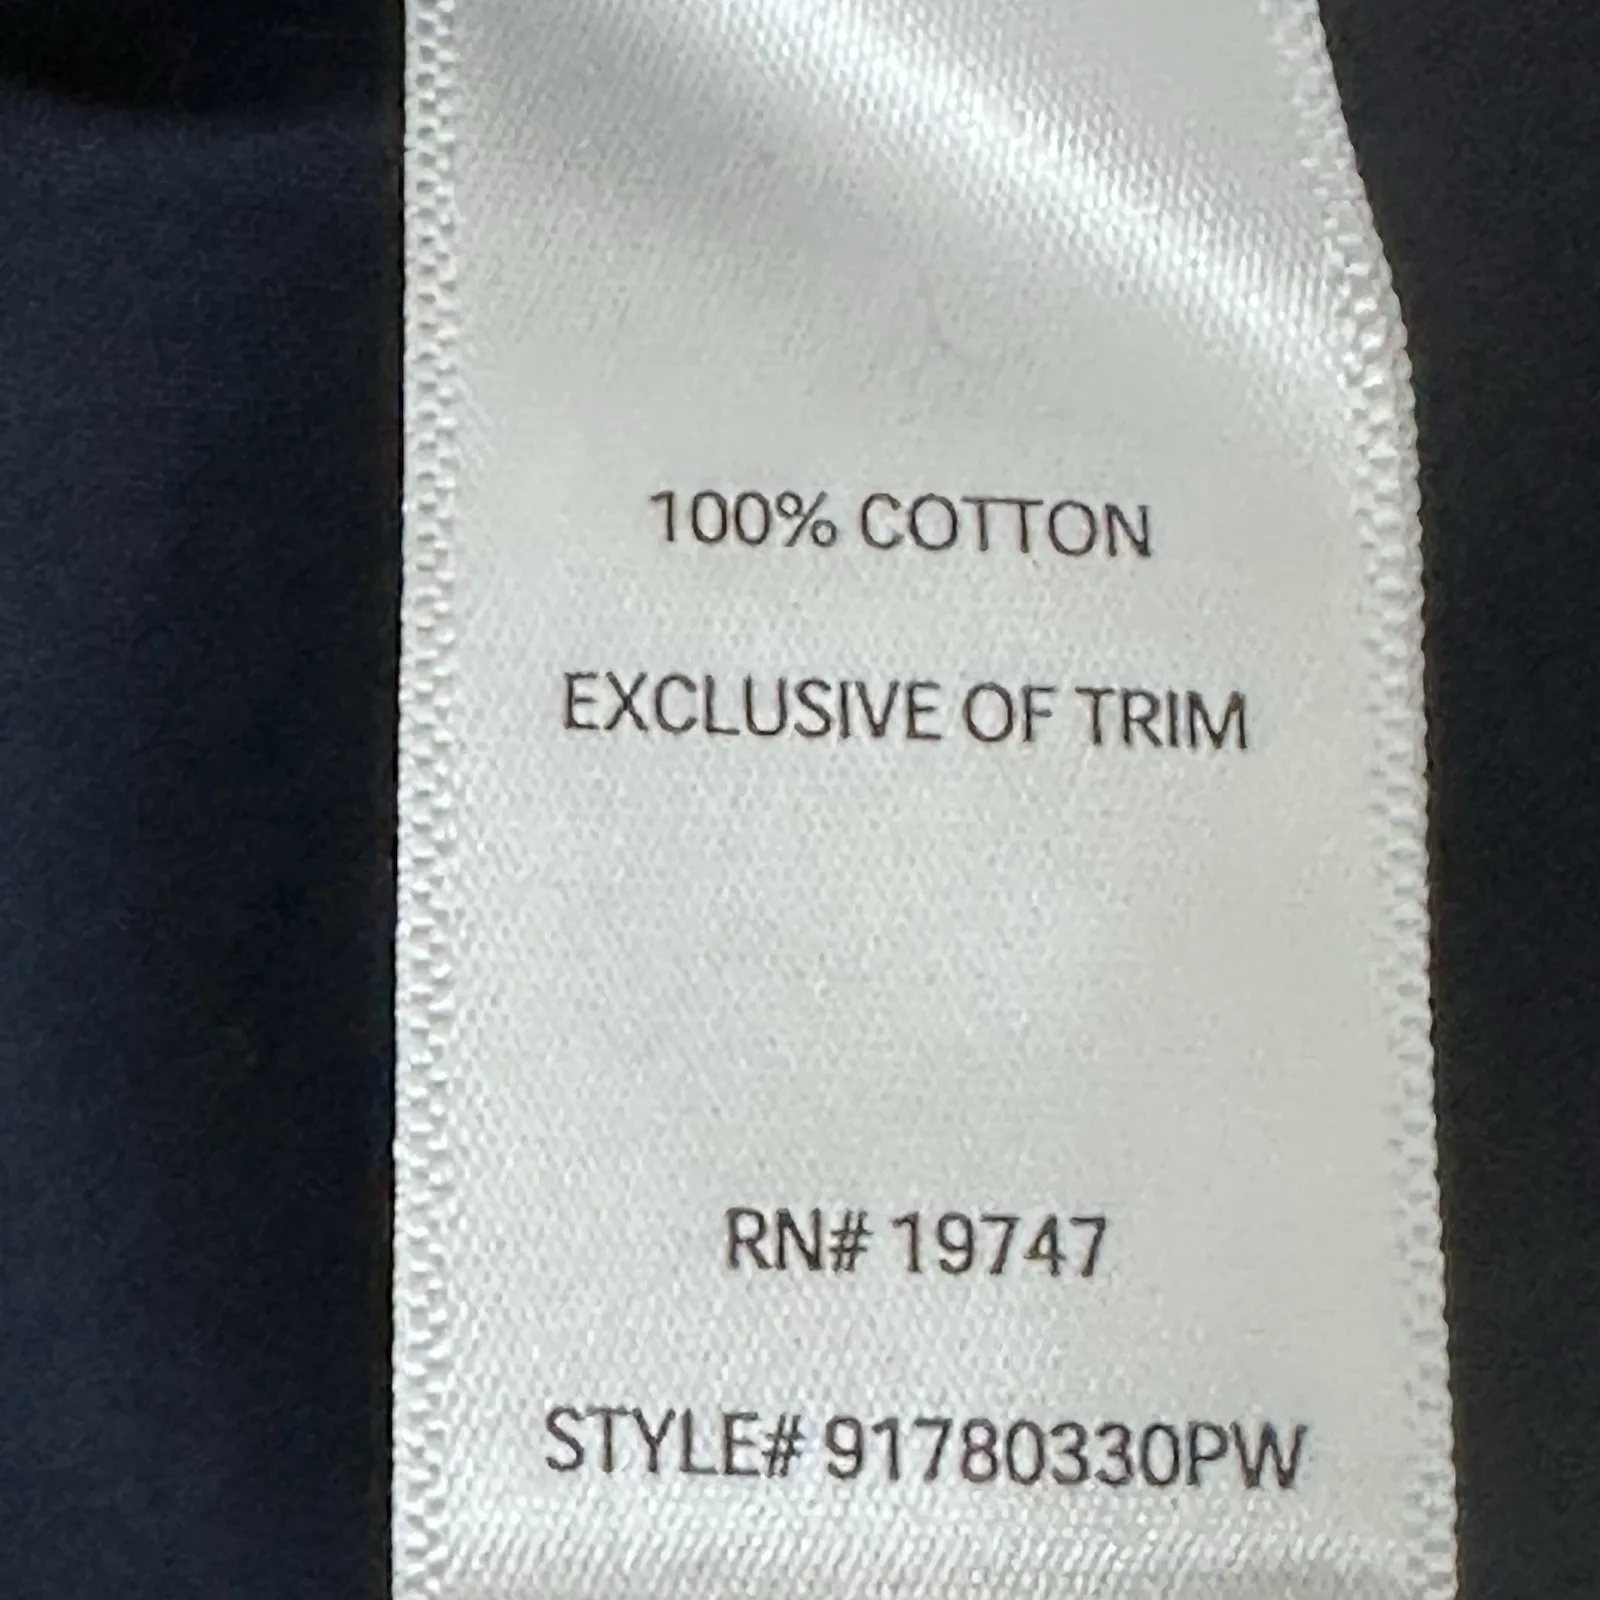 100% COTTON
EXCLUSIVE OF TRIM
RN# 19747
STYLE# 91780330PW